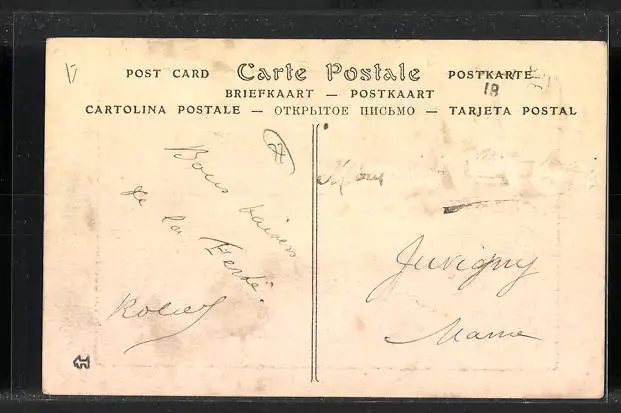 POST CARD Carte Postale POSTKARTE
BRIEFKAART — POSTKAART
CARTOLINA POSTALE — ОТКРЫТОЕ ПИСЬМО — TARJETA POSTAL
18
Bons baisers
de la Ferté.
Juvigny
Marne